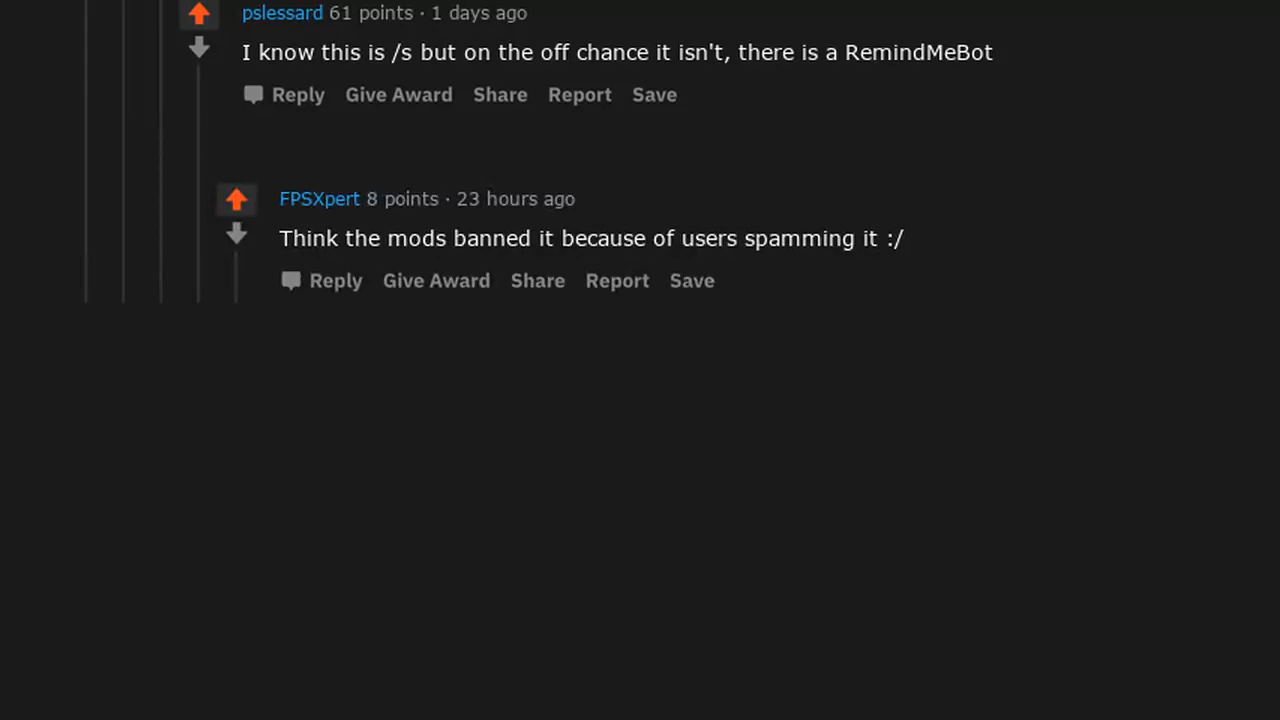 pslessard 61 points · 1 days ago
I know this is /s but on the off chance it isn't, there is a RemindMeBot
Reply Give Award Share Report Save
FPSXpert 8 points · 23 hours ago
Think the mods banned it because of users spamming it :/
Reply Give Award Share Report Save